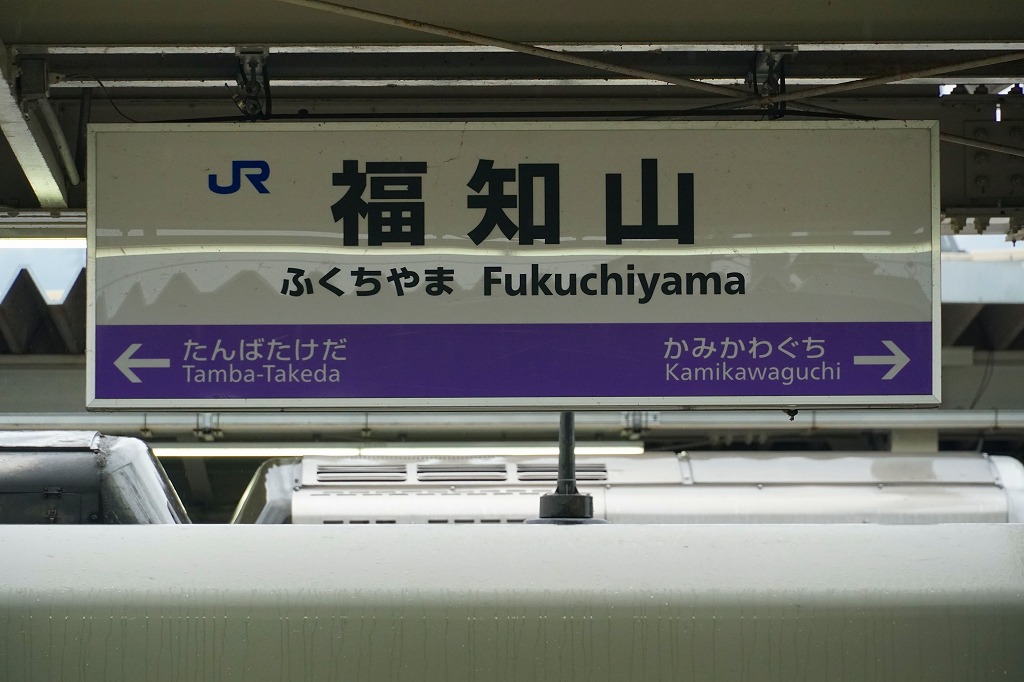 JR 福知山
ふくちやま Fukuchiyama
たんばたけだ
Tamba-Takeda
かみかわぐち
Kamikawaguchi